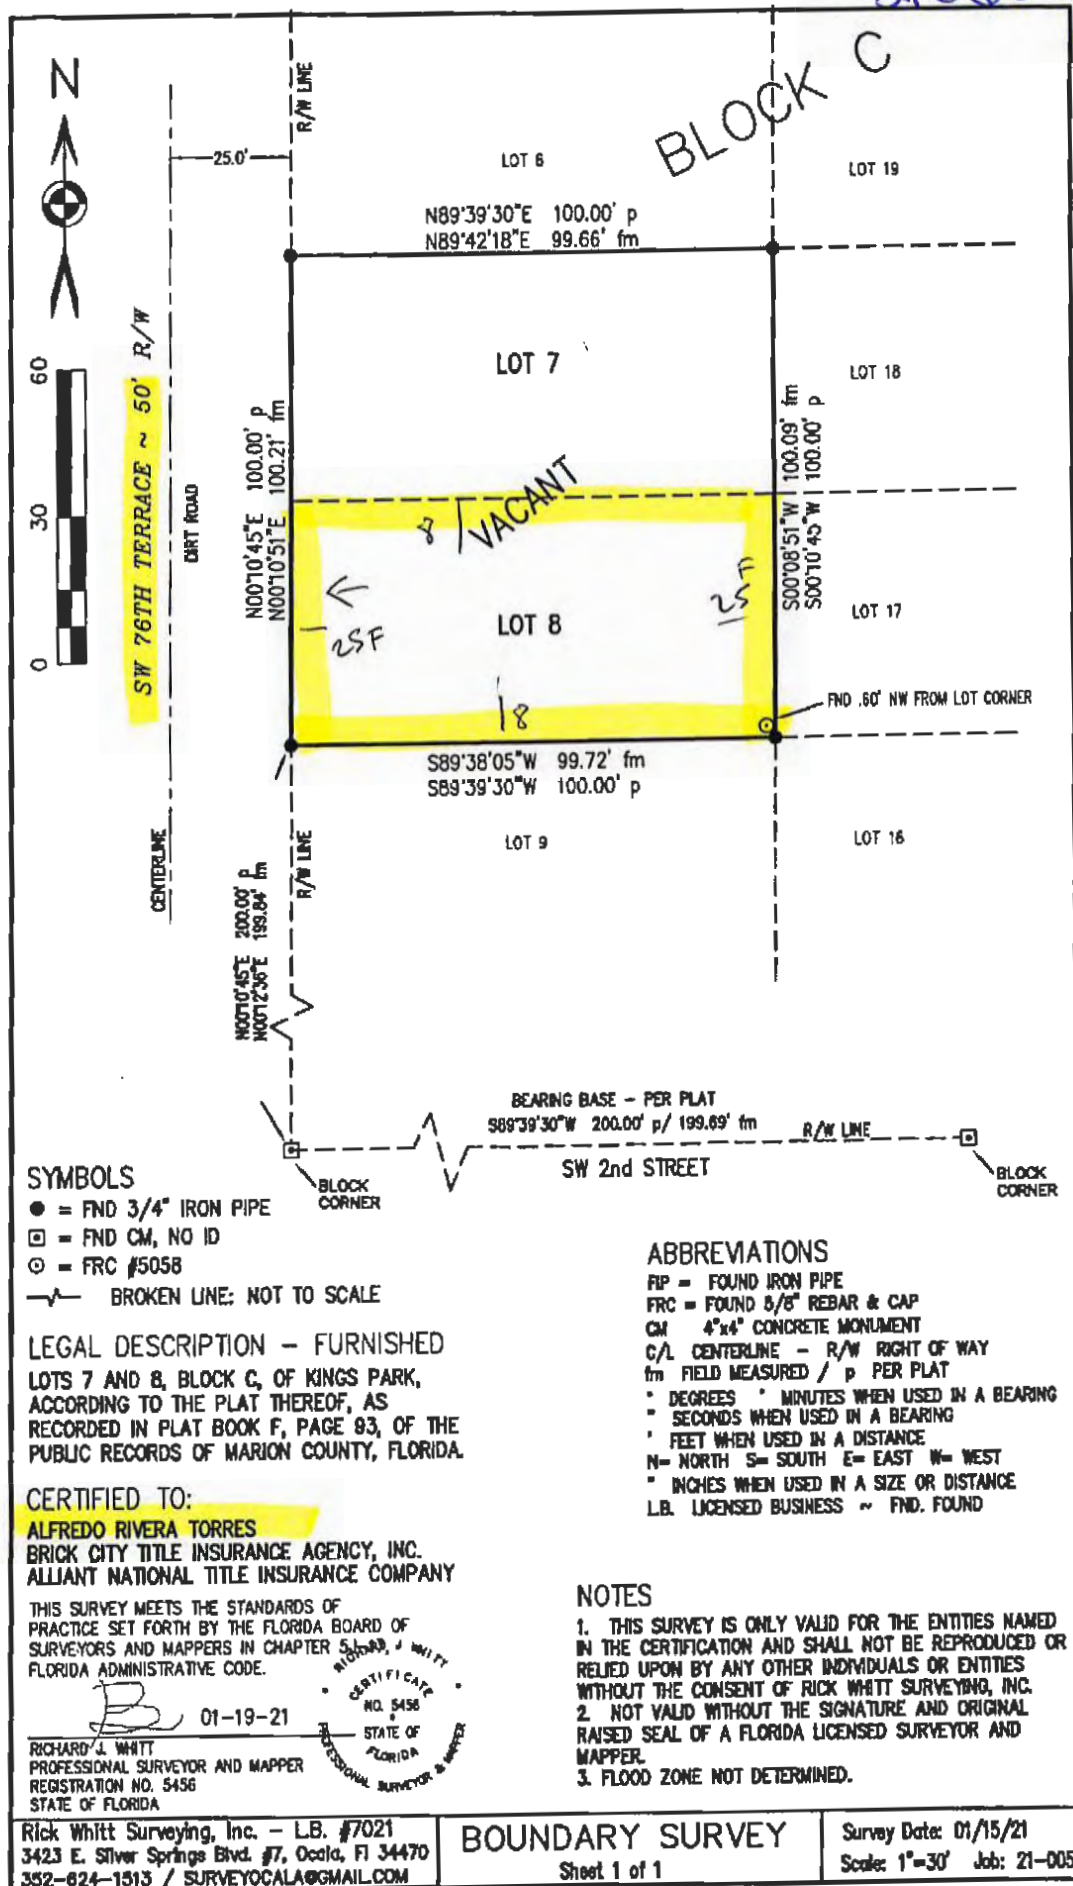 BLOCK C
N
R/W LINE
25.0'
LOT 6
LOT 19
N89°39'30"E 100.00' p
N89°42'18"E 99.66' fm
SW 76TH TERRACE ~ 50' R/W
60
30
0
DIRT ROAD
CENTERLINE
LOT 7
LOT 18
N00°10'45"E 100.00' p
N00°10'51"E 100.21' fm
S00°08'51"W 100.09' fm
S00°10'45"W 100.00' p
8
VACANT
25F
LOT 8
25 F
LOT 17
8
FND .60' NW FROM LOT CORNER
S89°38'05"W 99.72' fm
S89°39'30"W 100.00' p
R/W LINE
LOT 9
LOT 16
N00°10'45"E 200.00' p
N00°12'36"E 199.84' fm
BEARING BASE - PER PLAT
S89°39'30"W 200.00' p/ 199.69' fm
R/W LINE
SW 2nd STREET
BLOCK
CORNER
BLOCK
CORNER
SYMBOLS
● = FND 3/4" IRON PIPE
⊡ = FND CM, NO ID
⊙ = FRC #5058
BROKEN LINE: NOT TO SCALE
LEGAL DESCRIPTION - FURNISHED
LOTS 7 AND 8, BLOCK C, OF KINGS PARK,
ACCORDING TO THE PLAT THEREOF, AS
RECORDED IN PLAT BOOK F, PAGE 93, OF THE
PUBLIC RECORDS OF MARION COUNTY, FLORIDA.
CERTIFIED TO:
ALFREDO RIVERA TORRES
BRICK CITY TITLE INSURANCE AGENCY, INC.
ALLIANT NATIONAL TITLE INSURANCE COMPANY
THIS SURVEY MEETS THE STANDARDS OF
PRACTICE SET FORTH BY THE FLORIDA BOARD OF
SURVEYORS AND MAPPERS IN CHAPTER
FLORIDA ADMINISTRATIVE CODE.
01-19-21
RICHARD J. WHITT
PROFESSIONAL SURVEYOR AND MAPPER
REGISTRATION NO. 5456
STATE OF FLORIDA
RICHARD J WHITT
CERTIFICATE
NO. 5456
STATE OF
FLORIDA
PROFESSIONAL SURVEYOR & MAPPER
ABBREVIATIONS
FIP = FOUND IRON PIPE
FRC = FOUND 5/8" REBAR & CAP
CM 4"x4" CONCRETE MONUMENT
C/L CENTERLINE - R/W RIGHT OF WAY
fm FIELD MEASURED / p PER PLAT
° DEGREES ' MINUTES WHEN USED IN A BEARING
" SECONDS WHEN USED IN A BEARING
' FEET WHEN USED IN A DISTANCE
N= NORTH S= SOUTH E= EAST W= WEST
" INCHES WHEN USED IN A SIZE OR DISTANCE
L.B. LICENSED BUSINESS ~ FND. FOUND
NOTES
1. THIS SURVEY IS ONLY VALID FOR THE ENTITIES NAMED
IN THE CERTIFICATION AND SHALL NOT BE REPRODUCED OR
RELIED UPON BY ANY OTHER INDIVIDUALS OR ENTITIES
WITHOUT THE CONSENT OF RICK WHITT SURVEYING, INC.
2. NOT VALID WITHOUT THE SIGNATURE AND ORIGINAL
RAISED SEAL OF A FLORIDA LICENSED SURVEYOR AND
MAPPER.
3. FLOOD ZONE NOT DETERMINED.
Rick Whitt Surveying, Inc. - L.B. #7021
3423 E. Silver Springs Blvd. #7, Ocala, Fl 34470
352-624-1513 / SURVEYOCALA@GMAIL.COM
BOUNDARY SURVEY
Sheet 1 of 1
Survey Date: 01/15/21
Scale: 1"=30' Job: 21-005